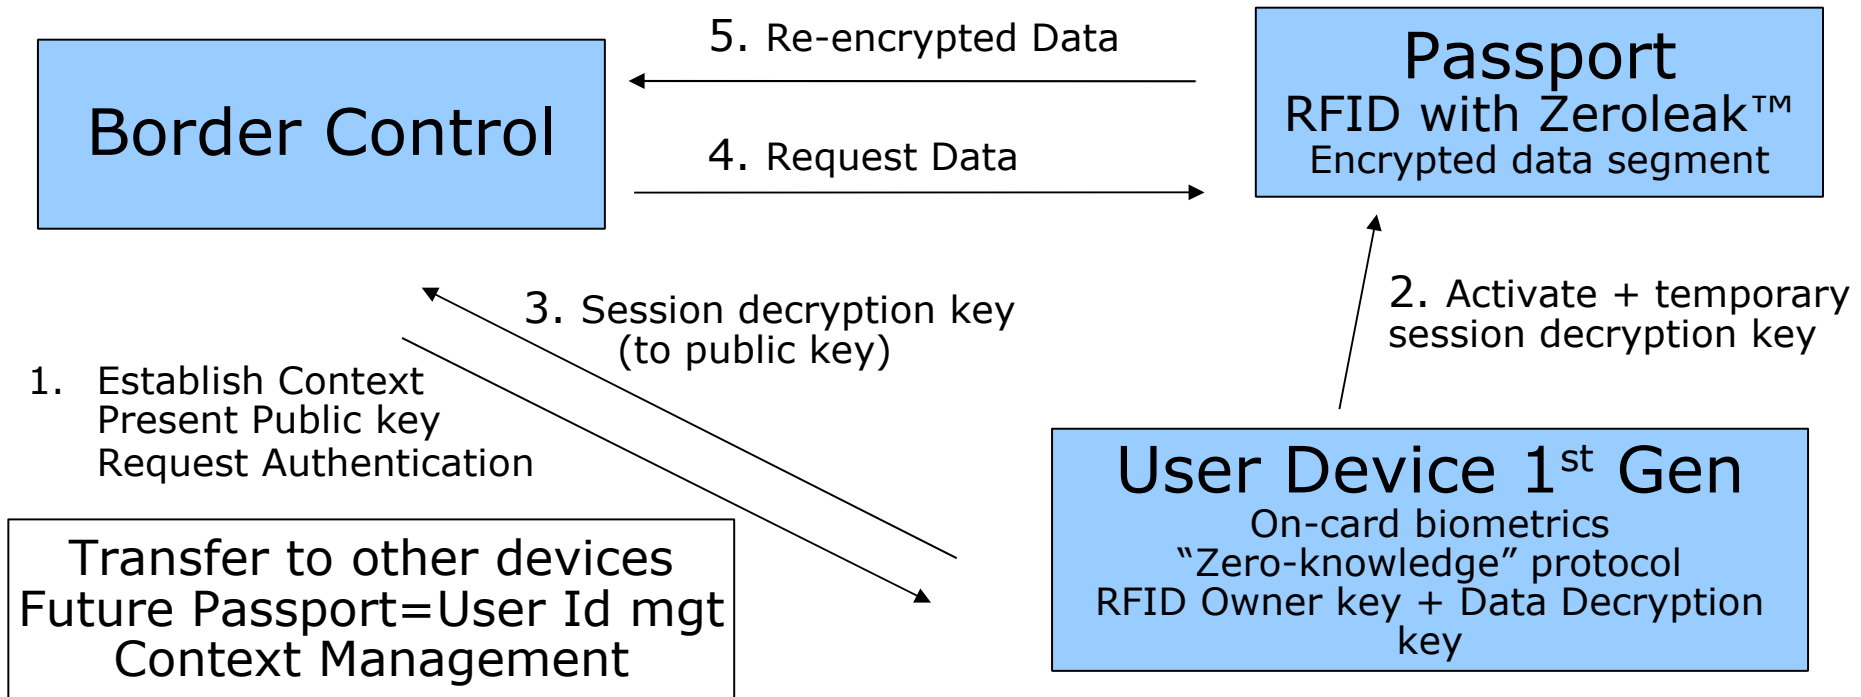 5. Re-encrypted Data
Passport
RFID with Zeroleak™
Encrypted data segment
Border Control
4. Request Data
2. Activate + temporary
session decryption key
3. Session decryption key
(to public key)
1. Establish Context
Present Public key
Request Authentication
User Device 1st Gen
On-card biometrics
“Zero-knowledge” protocol
RFID Owner key + Data Decryption
key
Transfer to other devices
Future Passport=User Id mgt
Context Management